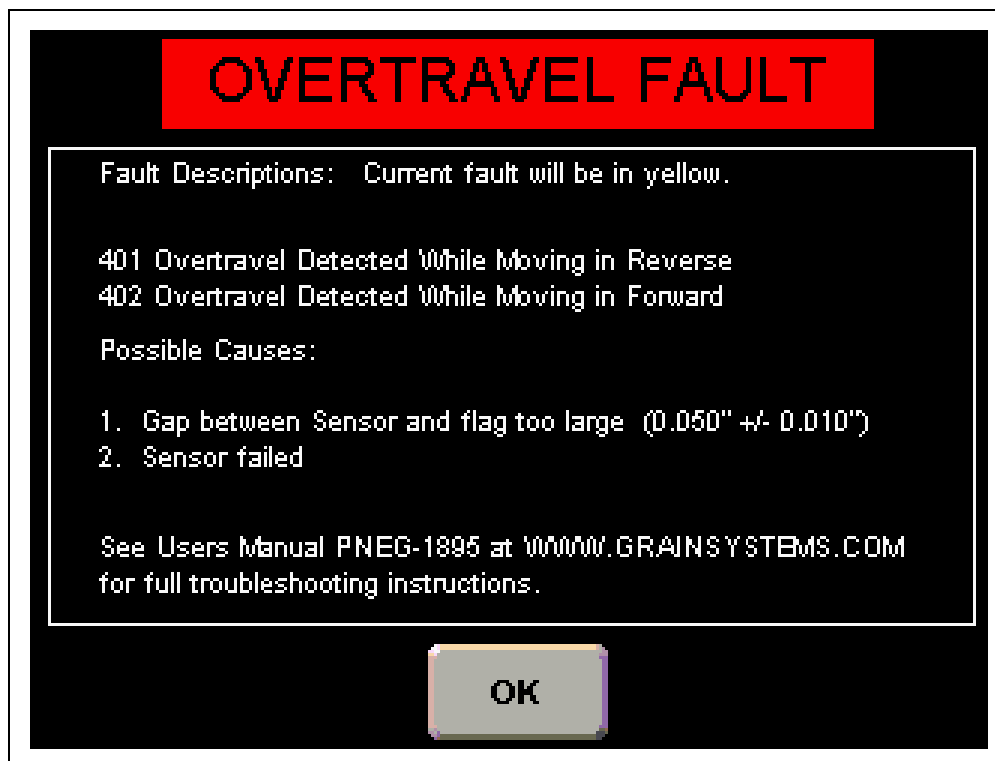 OVERTRAVEL FAULT
Fault Descriptions: Current fault will be in yellow.
401 Overtravel Detected While Moving in Reverse
402 Overtravel Detected While Moving in Forward
Possible Causes:
1. Gap between Sensor and flag too large (0.050" +/- 0.010")
2. Sensor failed
See Users Manual PNEG-1895 at WWW.GRAINSYSTEMS.COM
for full troubleshooting instructions.
OK